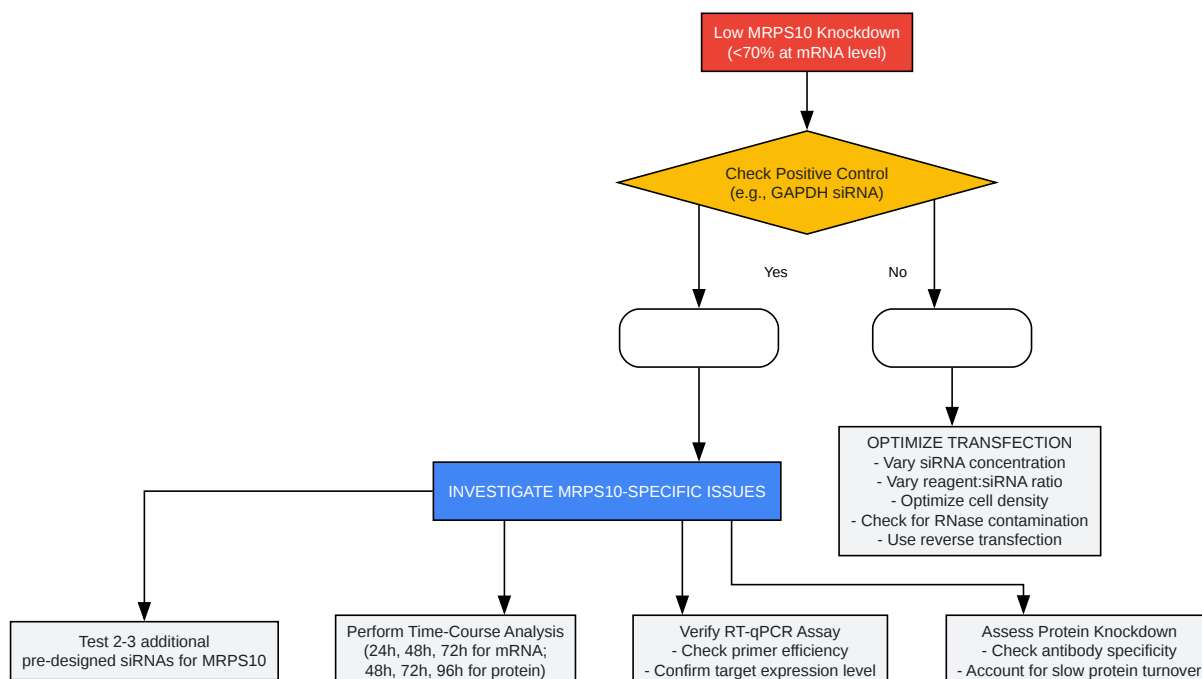 Low MRPS10 Knockdown
(<70% at mRNA level)
Check Positive Control
(e.g., GAPDH siRNA)
Yes
No
OPTIMIZE TRANSFECTION
- Vary siRNA concentration
- Vary reagent:siRNA ratio
- Optimize cell density
- Check for RNase contamination
- Use reverse transfection
INVESTIGATE MRPS10-SPECIFIC ISSUES
Test 2-3 additional
pre-designed siRNAs for MRPS10
Perform Time-Course Analysis
(24h, 48h, 72h for mRNA;
48h, 72h, 96h for protein)
Verify RT-qPCR Assay
- Check primer efficiency
- Confirm target expression level
Assess Protein Knockdown
- Check antibody specificity
- Account for slow protein turnover